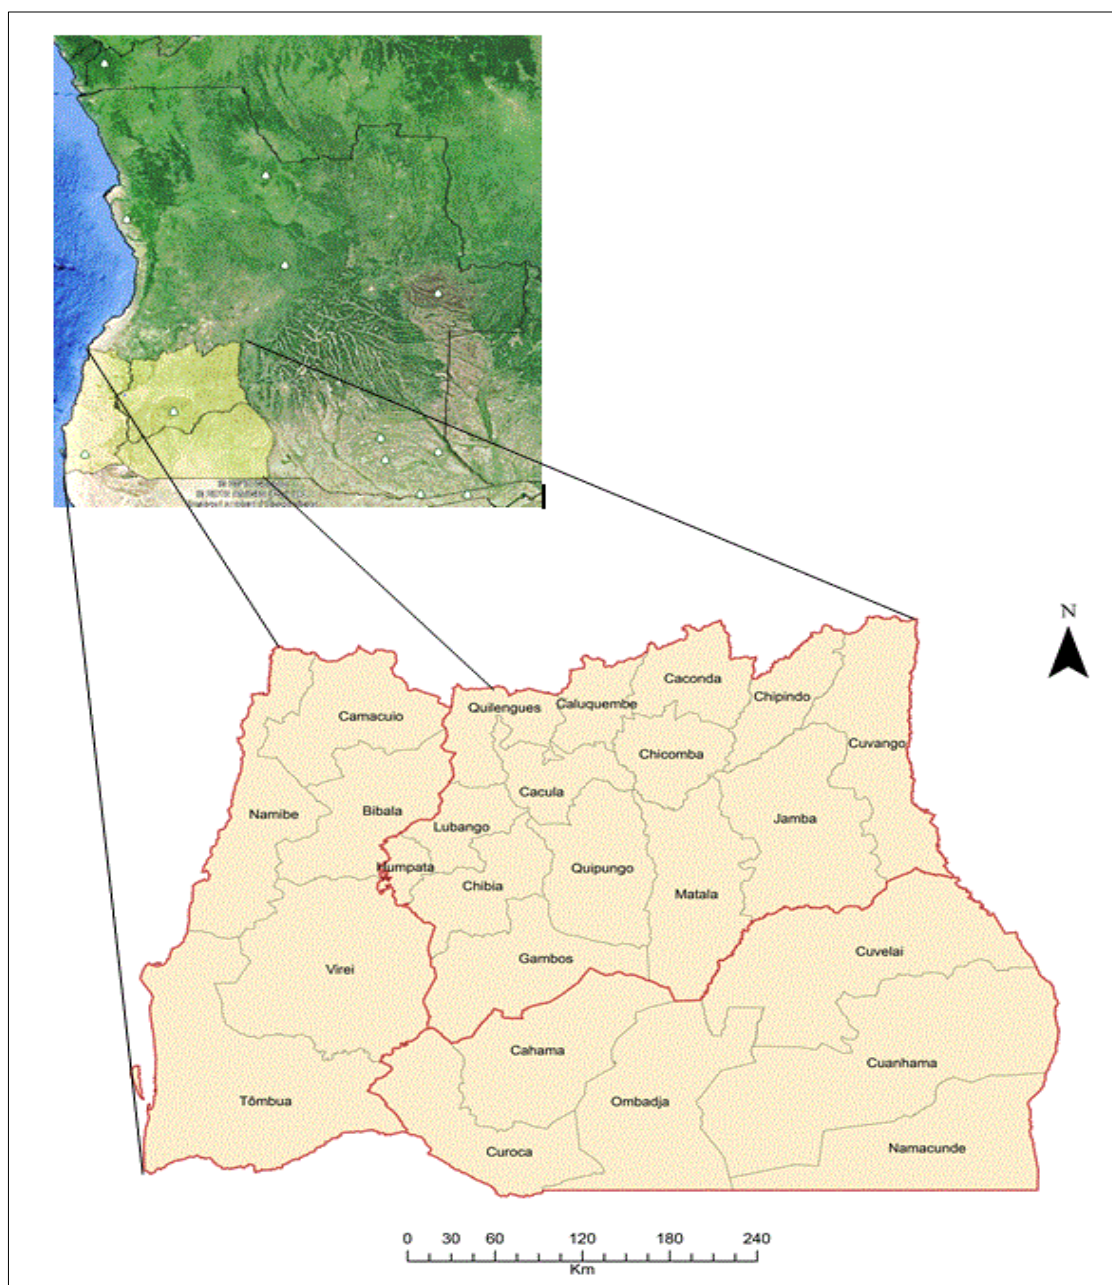 N
Caconda
Chipindo
Quilengues
Caluquembe
Camacuio
Cuvango
Chicomba
Cacula
Namibe
Bibala
Lubango
Jamba
Humpata
Quipungo
Chibia
Matala
Cuvelai
Gambos
Virei
Cahama
Cuanhama
Tômbua
Ombadja
Curoca
Namacunde
0 30 60 120 180 240
Km